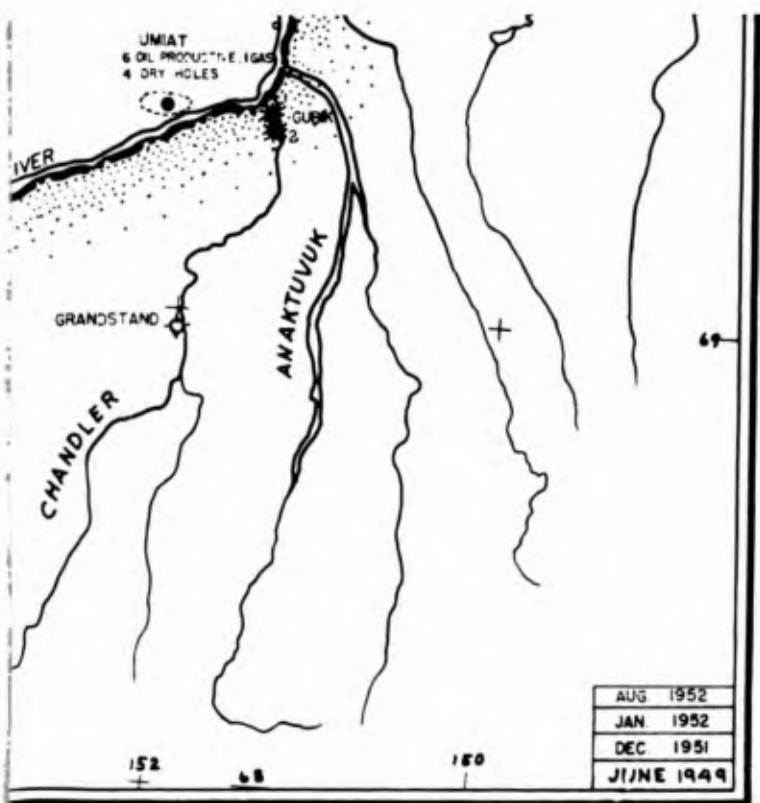 UMIAT
6 OIL PRODUCTIVE, 1 GAS
4 DRY HOLES
GUBIK
2
IVER
GRANDSTAND
ANAKTUVUK
CHANDLER
69
AUG. 1952
JAN. 1952
DEC. 1951
JUNE 1949
152
68
150